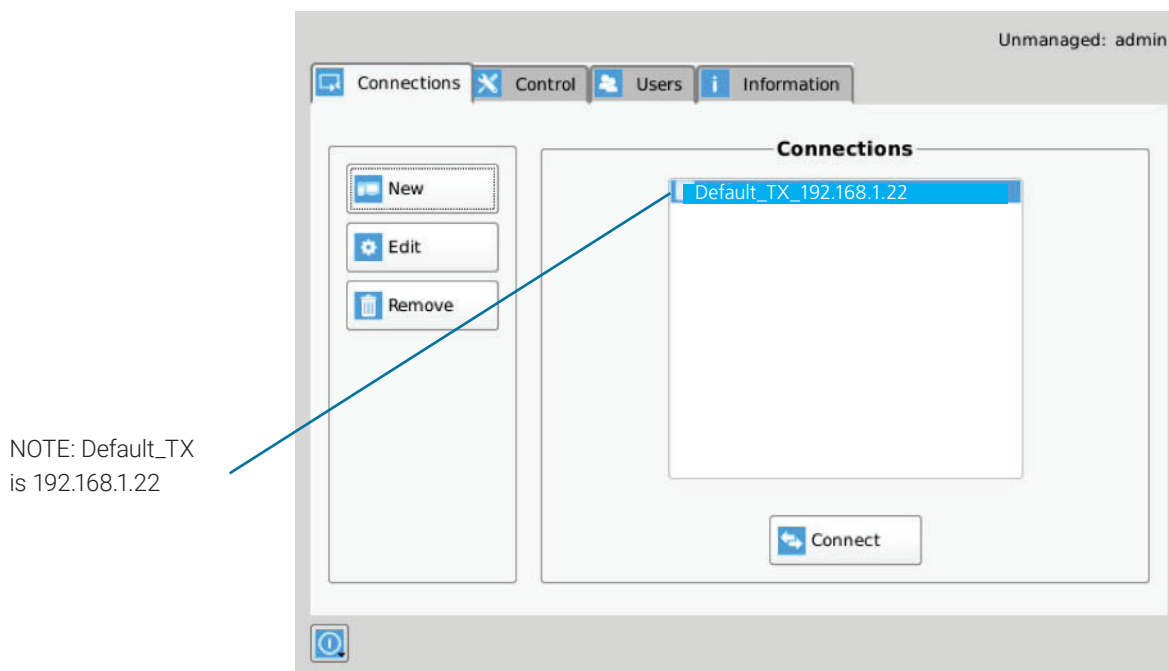 Unmanaged: admin
Connections Control Users Information
Connections
New
Default_TX_192.168.1.22
Edit
Remove
NOTE: Default_TX
is 192.168.1.22
Connect